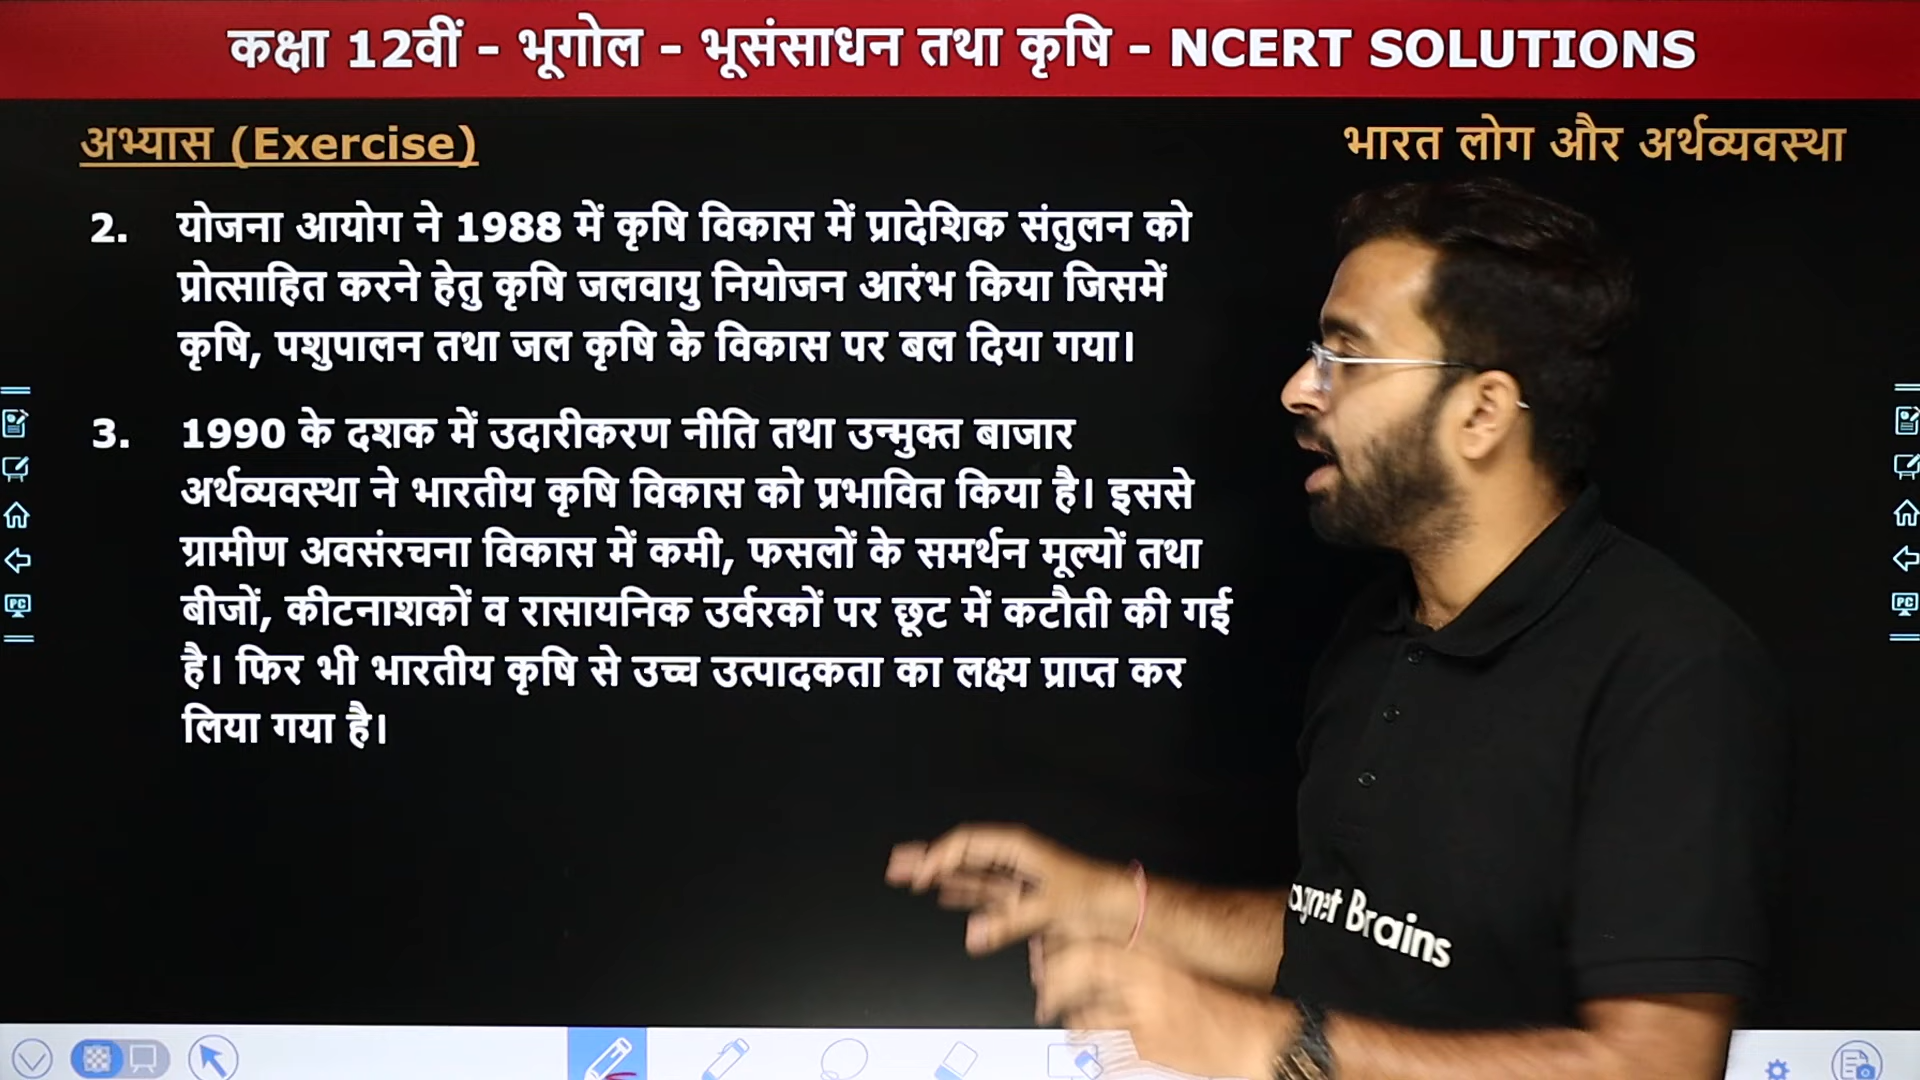 कक्षा 12वीं - भूगोल - भूसंसाधन तथा कृषि - NCERT SOLUTIONS
अभ्यास (Exercise)
भारत लोग और अर्थव्यवस्था
2. योजना आयोग ने 1988 में कृषि विकास में प्रादेशिक संतुलन को
प्रोत्साहित करने हेतु कृषि जलवायु नियोजन आरंभ किया जिसमें
कृषि, पशुपालन तथा जल कृषि के विकास पर बल दिया गया।
3. 1990 के दशक में उदारीकरण नीति तथा उन्मुक्त बाजार
अर्थव्यवस्था ने भारतीय कृषि विकास को प्रभावित किया है। इससे
ग्रामीण अवसंरचना विकास में कमी, फसलों के समर्थन मूल्यों तथा
बीजों, कीटनाशकों व रासायनिक उर्वरकों पर छूट में कटौती की गई
है। फिर भी भारतीय कृषि से उच्च उत्पादकता का लक्ष्य प्राप्त कर
लिया गया है।
PC
PC
agnet Brains